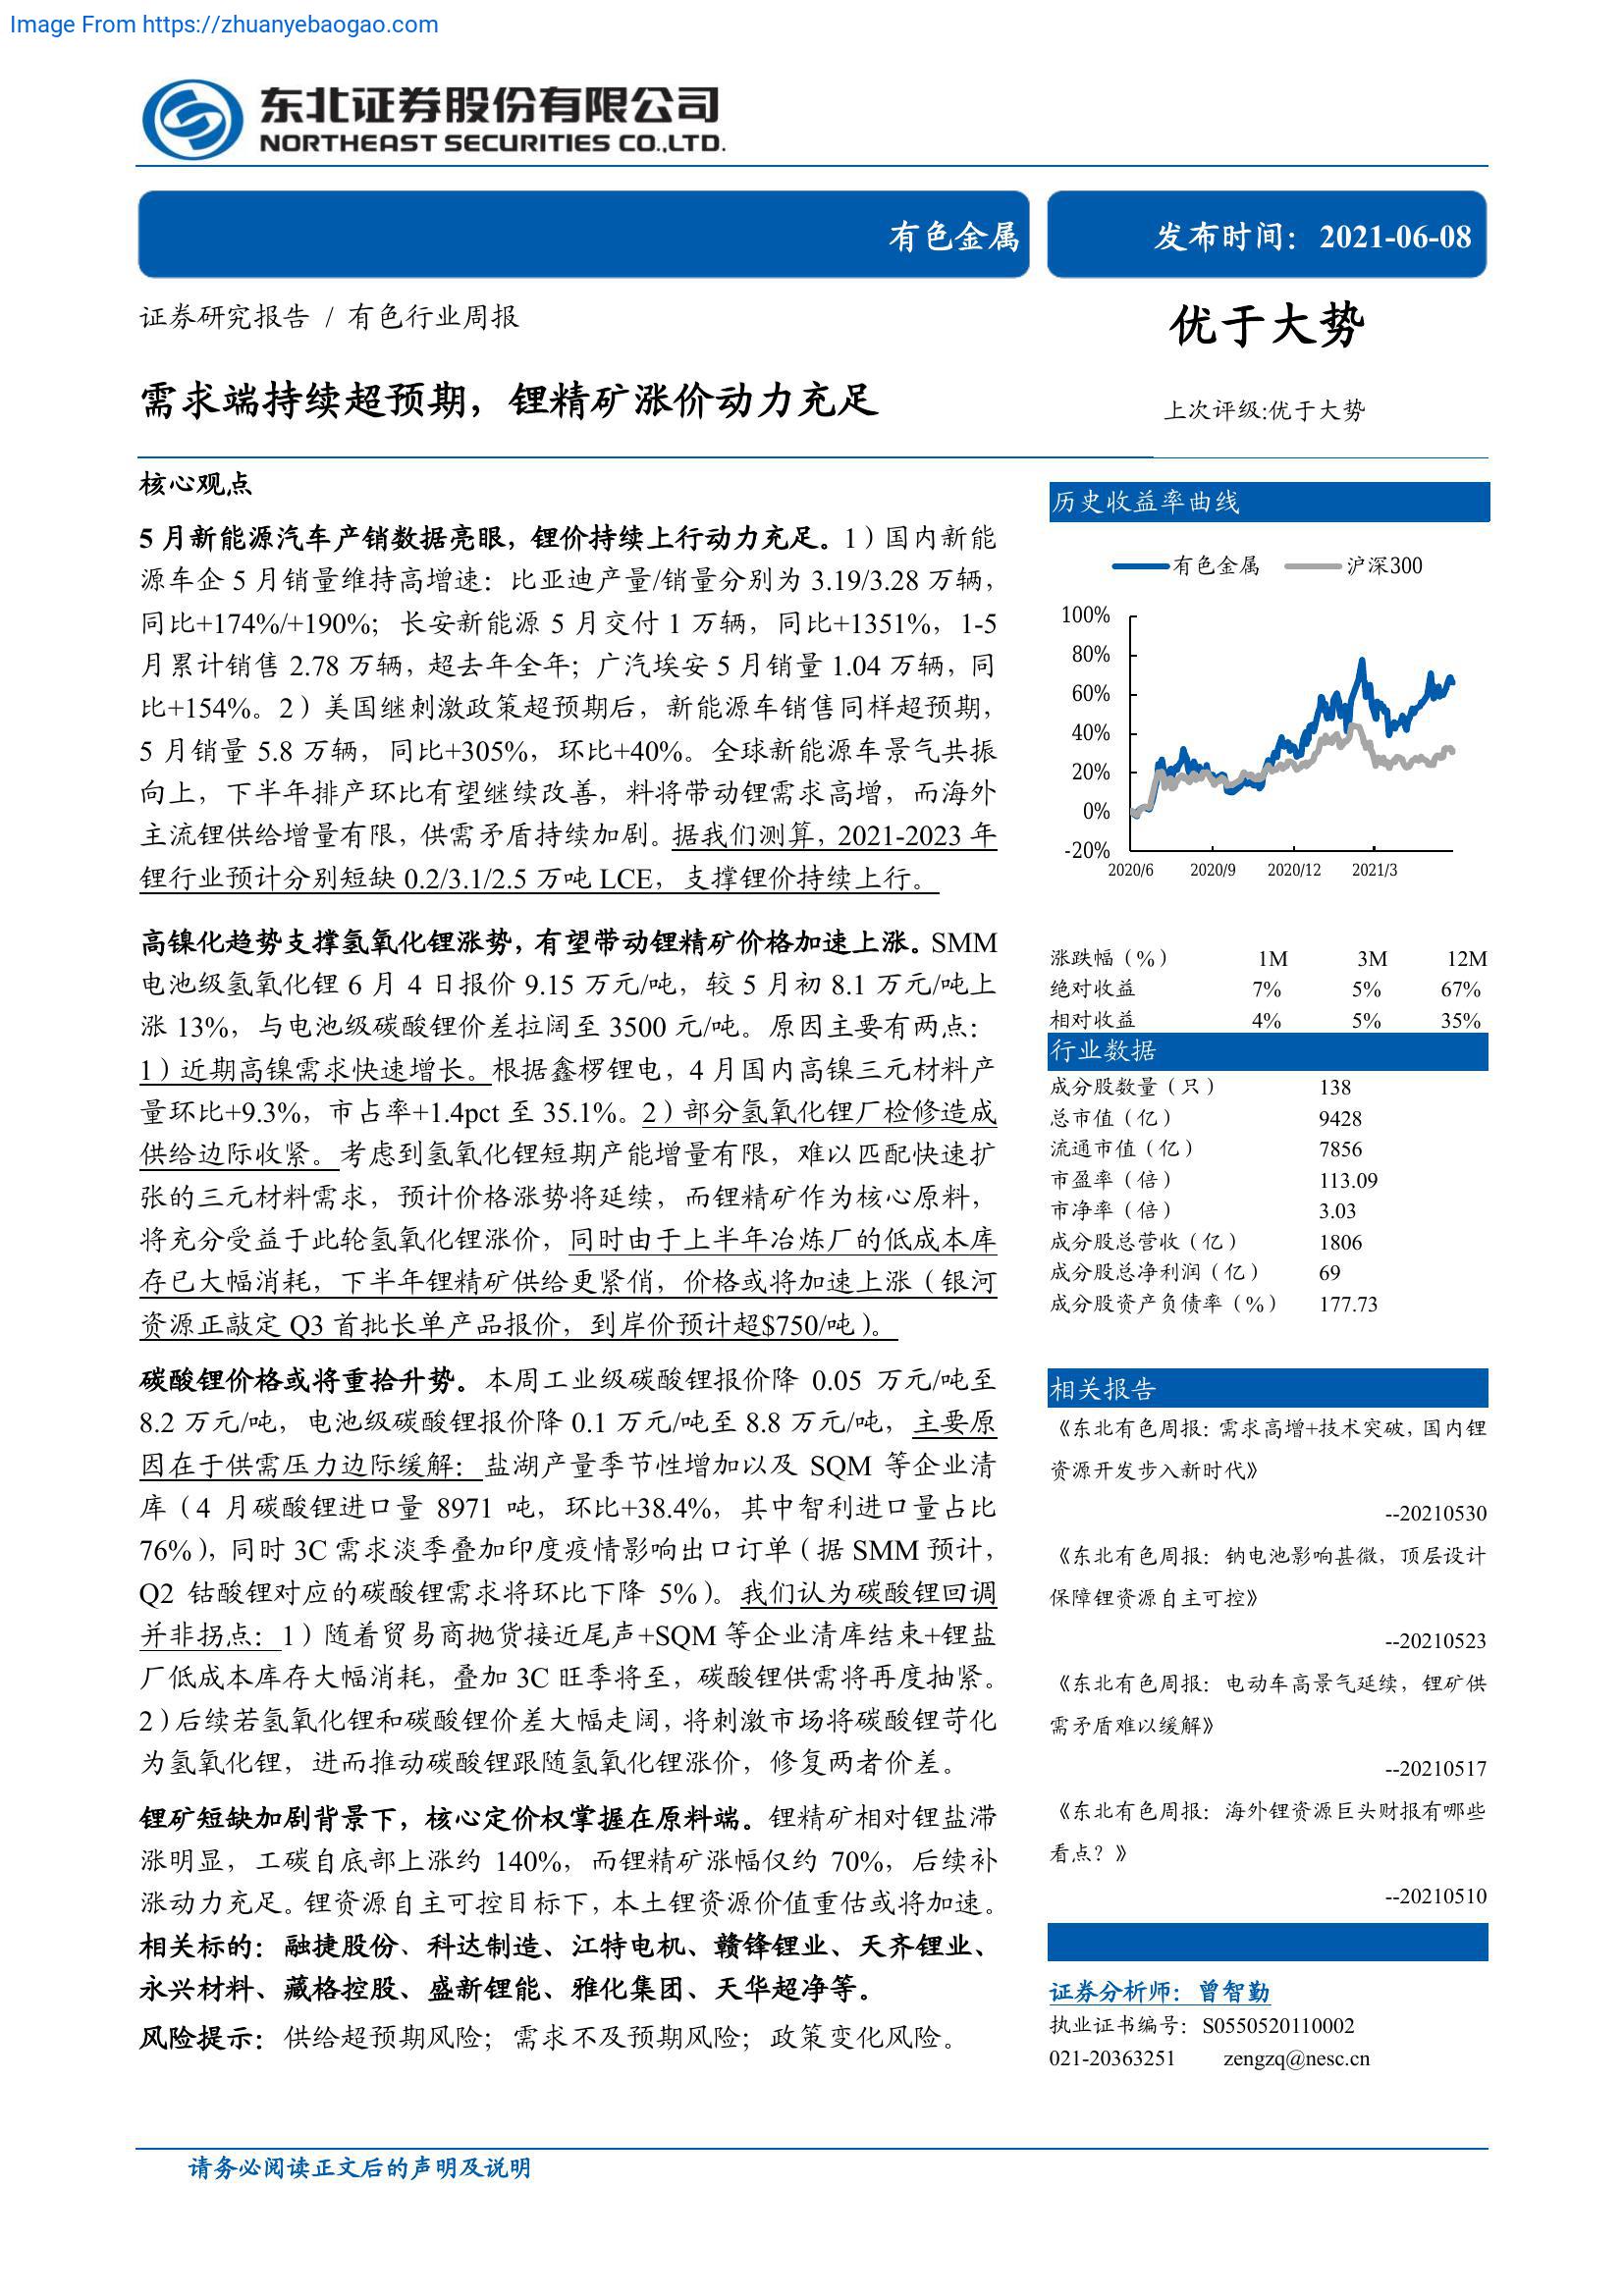 Image From https://zhuanyebaogao.com
东北证券股份有限公司
NORTHEAST SECURITIES CO.,LTD.
有色金属
发布时间：2021-06-08
证券研究报告 / 有色行业周报
优于大势
需求端持续超预期，锂精矿涨价动力充足
上次评级:优于大势
核心观点
5 月新能源汽车产销数据亮眼，锂价持续上行动力充足。1）国内新能
源车企 5 月销量维持高增速：比亚迪产量/销量分别为 3.19/3.28 万辆，
同比+174%/+190%；长安新能源 5 月交付 1 万辆，同比+1351%，1-5
月累计销售 2.78 万辆，超去年全年；广汽埃安 5 月销量 1.04 万辆，同
比+154%。2）美国继刺激政策超预期后，新能源车销售同样超预期，
5 月销量 5.8 万辆，同比+305%，环比+40%。全球新能源车景气共振
向上，下半年排产环比有望继续改善，料将带动锂需求高增，而海外
主流锂供给增量有限，供需矛盾持续加剧。据我们测算，2021-2023 年
锂行业预计分别短缺 0.2/3.1/2.5 万吨 LCE，支撑锂价持续上行。
高镍化趋势支撑氢氧化锂涨势，有望带动锂精矿价格加速上涨。SMM
电池级氢氧化锂 6 月 4 日报价 9.15 万元/吨，较 5 月初 8.1 万元/吨上
涨 13%，与电池级碳酸锂价差拉阔至 3500 元/吨。原因主要有两点：
1）近期高镍需求快速增长。根据鑫椤锂电，4 月国内高镍三元材料产
量环比+9.3%，市占率+1.4pct 至 35.1%。2）部分氢氧化锂厂检修造成
供给边际收紧。考虑到氢氧化锂短期产能增量有限，难以匹配快速扩
张的三元材料需求，预计价格涨势将延续，而锂精矿作为核心原料，
将充分受益于此轮氢氧化锂涨价，同时由于上半年冶炼厂的低成本库
存已大幅消耗，下半年锂精矿供给更紧俏，价格或将加速上涨（银河
资源正敲定 Q3 首批长单产品报价，到岸价预计超$750/吨）。
碳酸锂价格或将重拾升势。本周工业级碳酸锂报价降 0.05 万元/吨至
8.2 万元/吨，电池级碳酸锂报价降 0.1 万元/吨至 8.8 万元/吨，主要原
因在于供需压力边际缓解：盐湖产量季节性增加以及 SQM 等企业清
库（4 月碳酸锂进口量 8971 吨，环比+38.4%，其中智利进口量占比
76%），同时 3C 需求淡季叠加印度疫情影响出口订单（据 SMM 预计，
Q2 钴酸锂对应的碳酸锂需求将环比下降 5%）。我们认为碳酸锂回调
并非拐点：1）随着贸易商抛货接近尾声+SQM 等企业清库结束+锂盐
厂低成本库存大幅消耗，叠加 3C 旺季将至，碳酸锂供需将再度抽紧。
2）后续若氢氧化锂和碳酸锂价差大幅走阔，将刺激市场将碳酸锂苛化
为氢氧化锂，进而推动碳酸锂跟随氢氧化锂涨价，修复两者价差。
锂矿短缺加剧背景下，核心定价权掌握在原料端。锂精矿相对锂盐滞
涨明显，工碳自底部上涨约 140%，而锂精矿涨幅仅约 70%，后续补
涨动力充足。锂资源自主可控目标下，本土锂资源价值重估或将加速。
相关标的：融捷股份、科达制造、江特电机、赣锋锂业、天齐锂业、
永兴材料、藏格控股、盛新锂能、雅化集团、天华超净等。
风险提示：供给超预期风险；需求不及预期风险；政策变化风险。
历史收益率曲线
有色金属 沪深300
100%
80%
60%
40%
20%
0%
-20%
2020/6 2020/9 2020/12 2021/3
涨跌幅（%） 1M 3M 12M
绝对收益 7% 5% 67%
相对收益 4% 5% 35%
行业数据
成分股数量（只） 138
总市值（亿） 9428
流通市值（亿） 7856
市盈率（倍） 113.09
市净率（倍） 3.03
成分股总营收（亿） 1806
成分股总净利润（亿） 69
成分股资产负债率（%） 177.73
相关报告
《东北有色周报：需求高增+技术突破，国内锂
资源开发步入新时代》
--20210530
《东北有色周报：钠电池影响甚微，顶层设计
保障锂资源自主可控》
--20210523
《东北有色周报：电动车高景气延续，锂矿供
需矛盾难以缓解》
--20210517
《东北有色周报：海外锂资源巨头财报有哪些
看点？》
--20210510
证券分析师：曾智勤
执业证书编号：S0550520110002
021-20363251 zengzq@nesc.cn
请务必阅读正文后的声明及说明